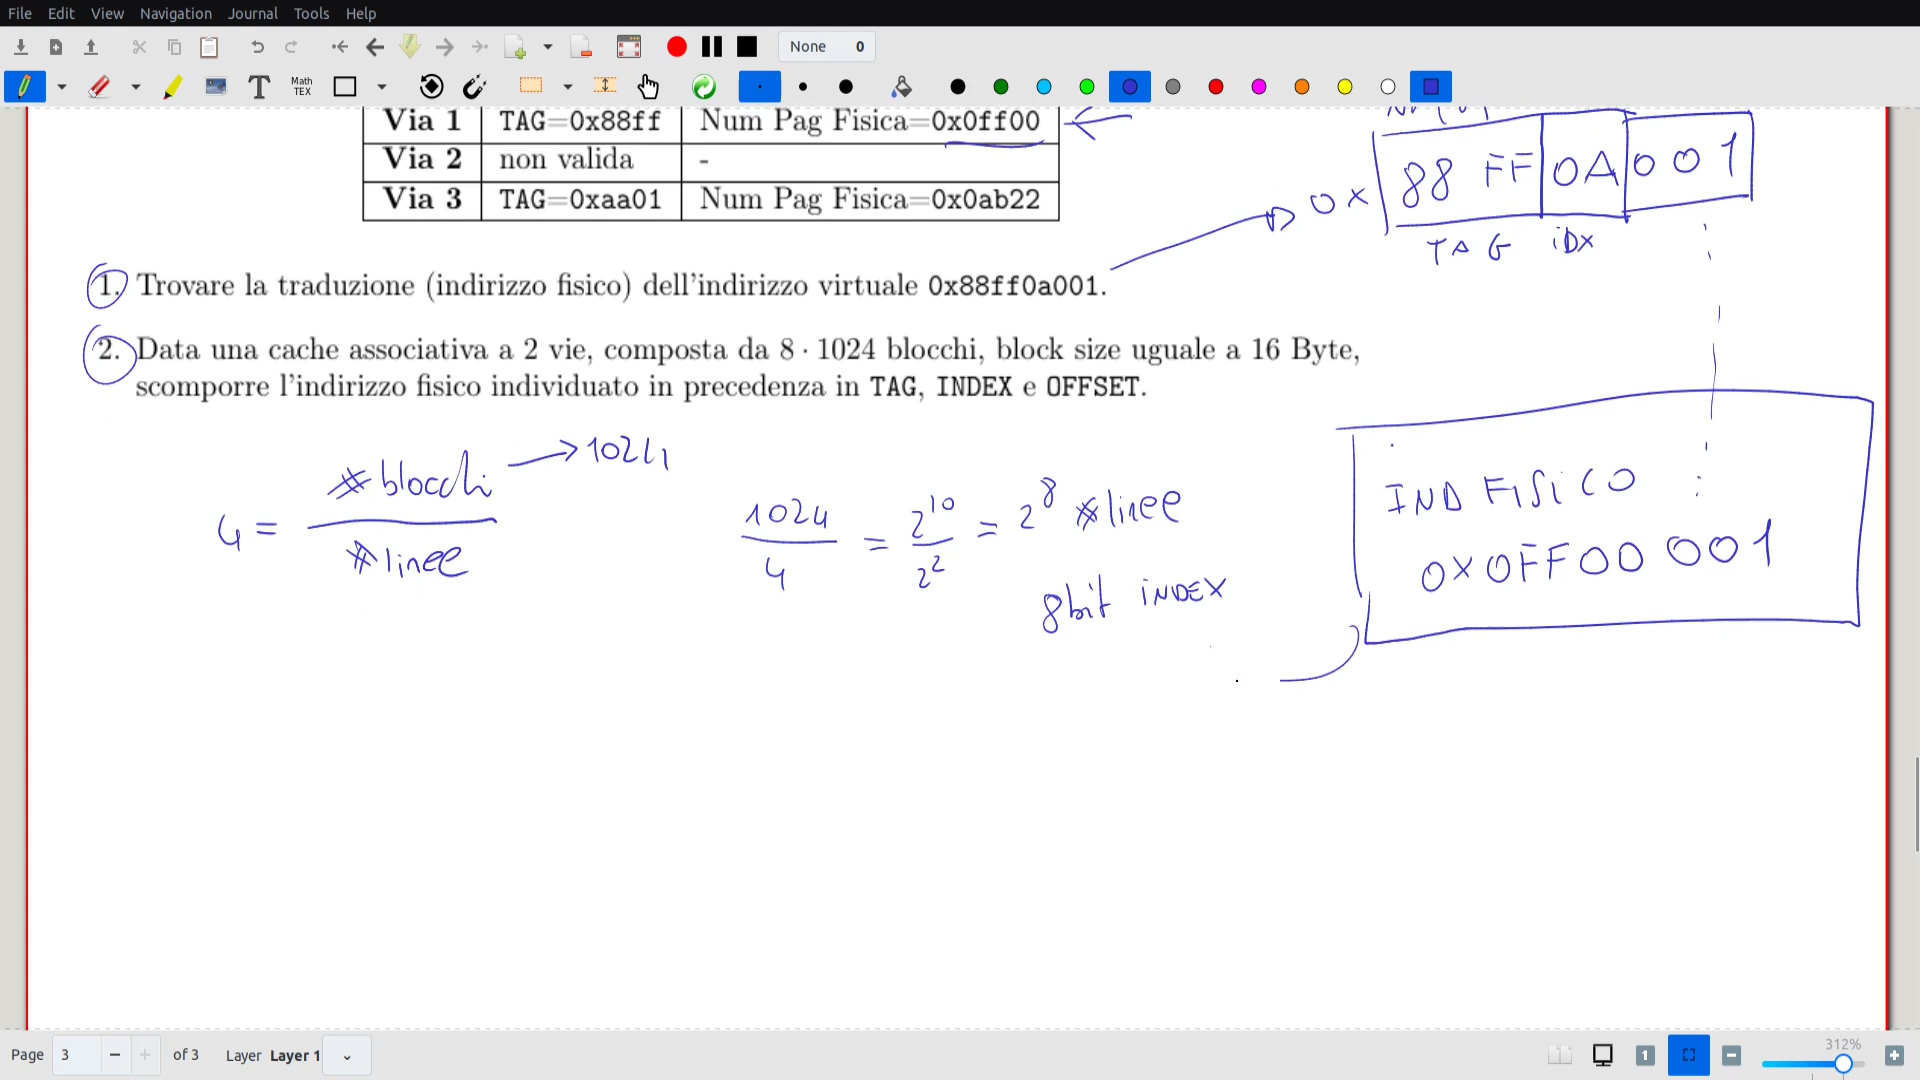 File Edit View Navigation Journal Tools Help
None 0
Math TEX
Via 1 TAG=0x88ff Num Pag Fisica=0x0ff00
Via 2 non valida -
Via 3 TAG=0xaa01 Num Pag Fisica=0x0ab22
0x 88 FF 0A 001
TAG iDx
1. Trovare la traduzione (indirizzo fisico) dell'indirizzo virtuale 0x88ff0a001.
2. Data una cache associativa a 2 vie, composta da 8 · 1024 blocchi, block size uguale a 16 Byte,
scomporre l'indirizzo fisico individuato in precedenza in TAG, INDEX e OFFSET.
4 = #blocchi / #linee → 1024
1024 / 4 = 2^10 / 2^2 = 2^8 #linee
8bit iNDEX
IND FISICO
0x0FF00 001
Page 3 of 3 Layer Layer 1 1 312%